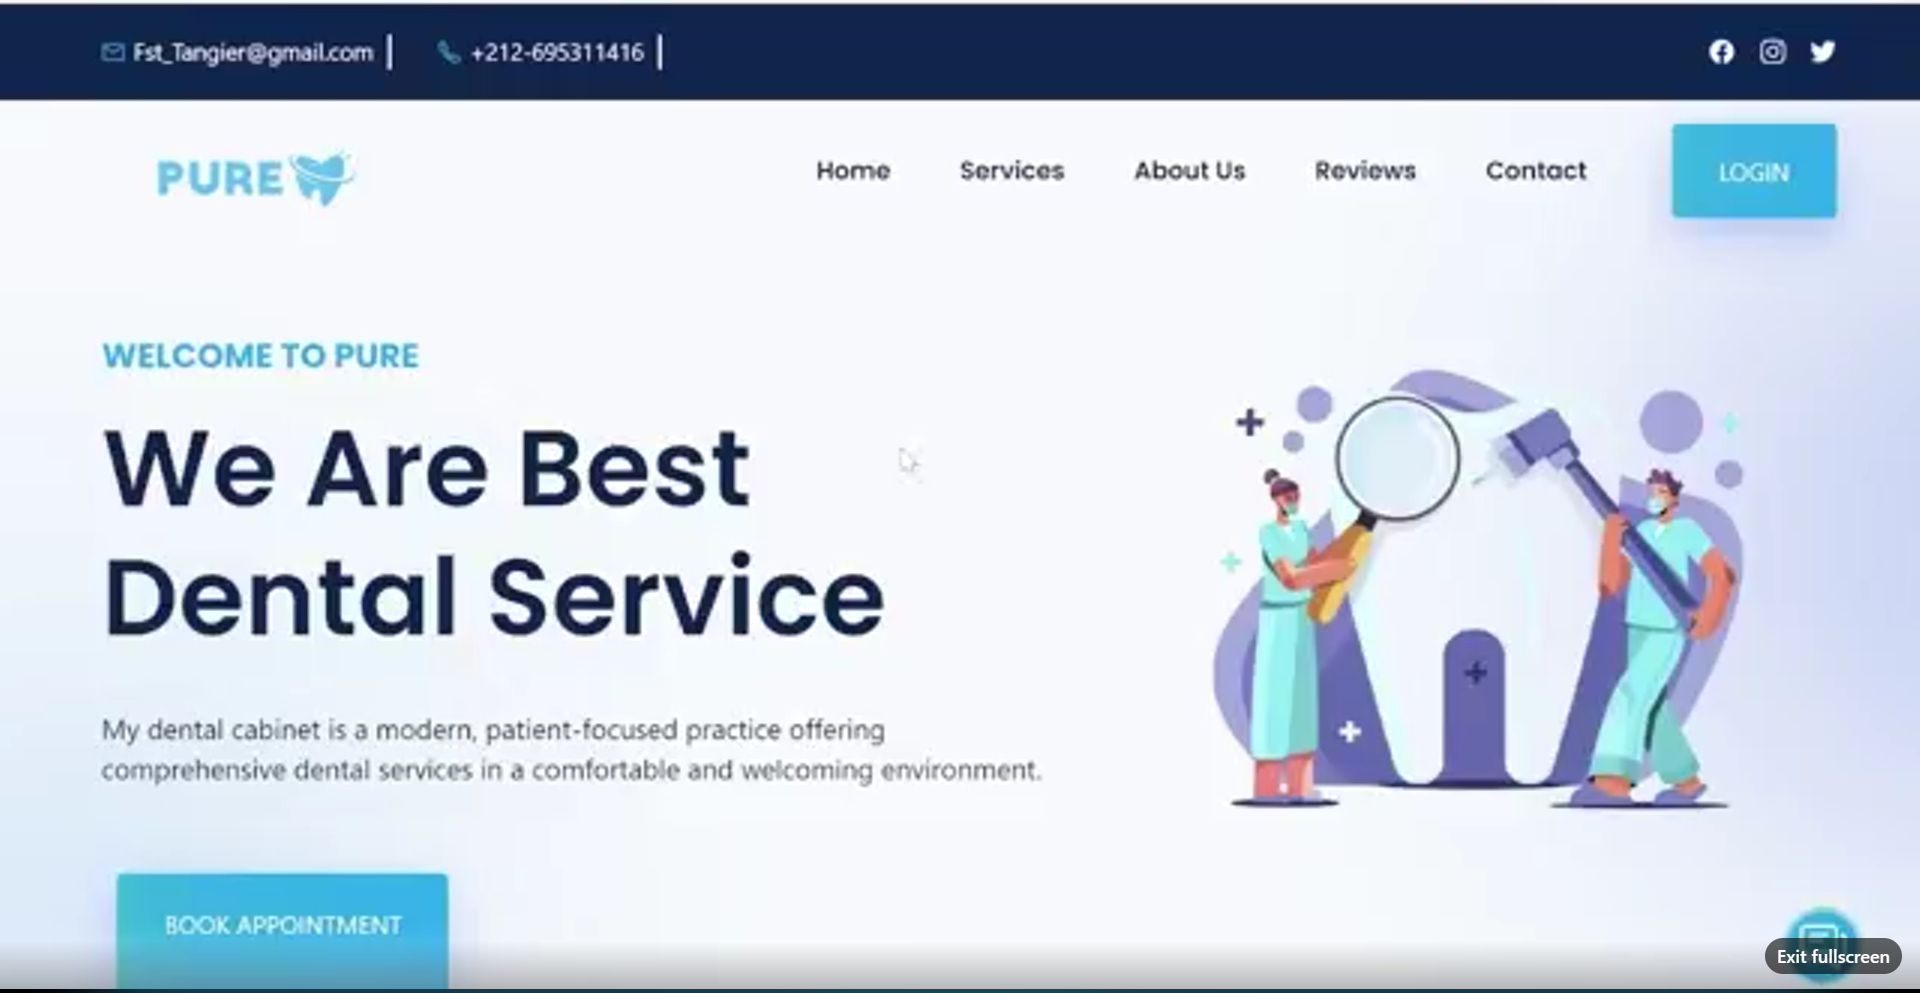 Fst_Tangier@gmail.com
+212-695311416
PURE
Home
Services
About Us
Reviews
Contact
LOGIN
WELCOME TO PURE
We Are Best
Dental Service
My dental cabinet is a modern, patient-focused practice offering
comprehensive dental services in a comfortable and welcoming environment.
BOOK APPOINTMENT
Exit fullscreen